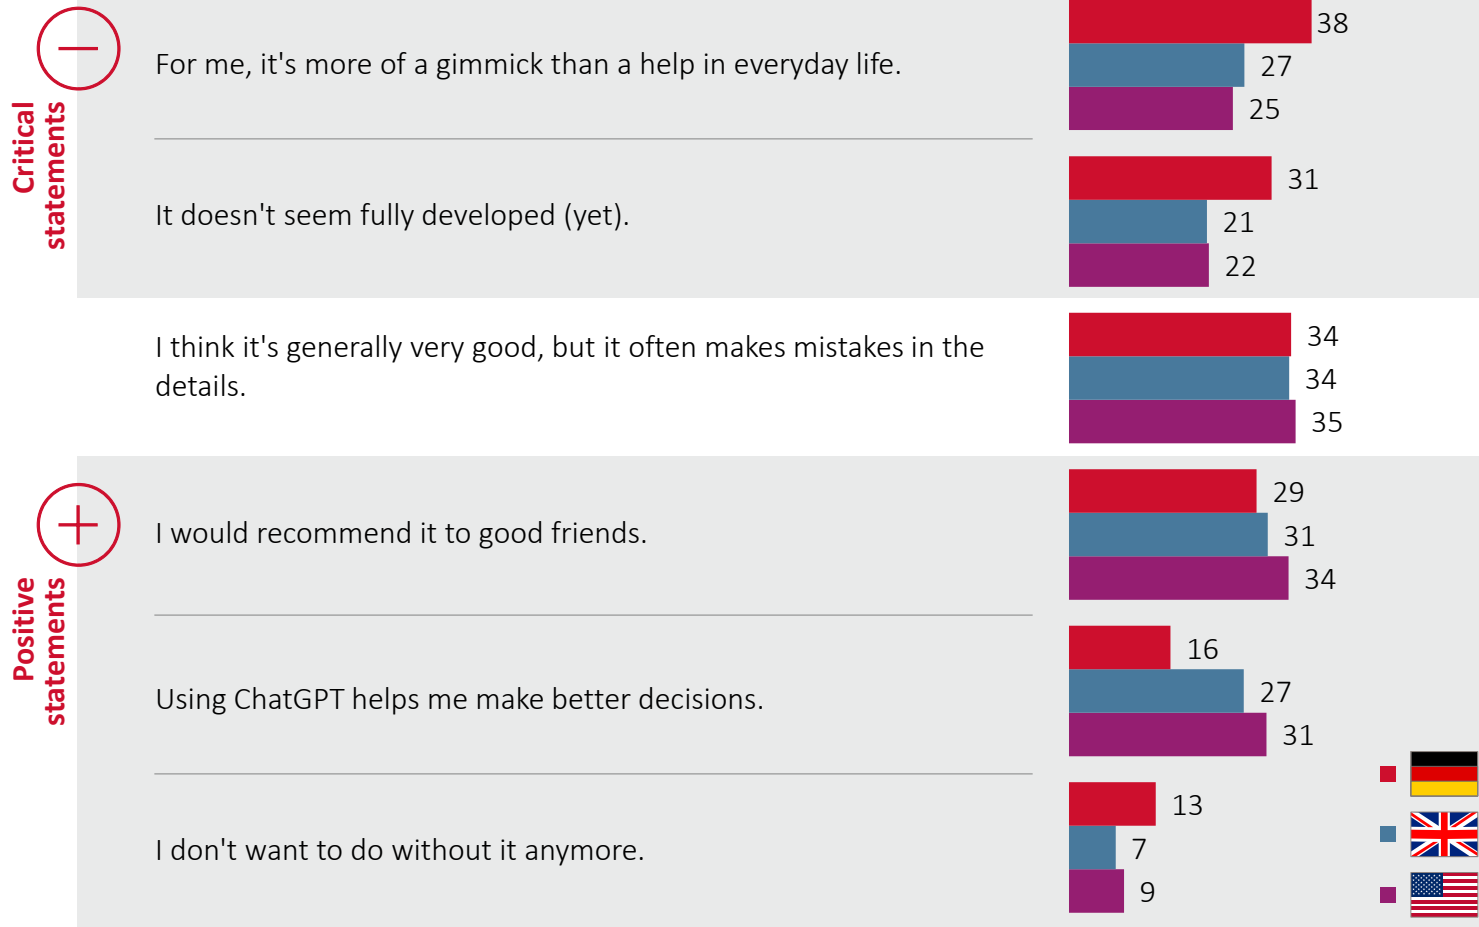 Critical
statements
For me, it's more of a gimmick than a help in everyday life.
38
27
25
It doesn't seem fully developed (yet).
31
21
22
I think it's generally very good, but it often makes mistakes in the
details.
34
34
35
Positive
statements
I would recommend it to good friends.
29
31
34
Using ChatGPT helps me make better decisions.
16
27
31
I don't want to do without it anymore.
13
7
9